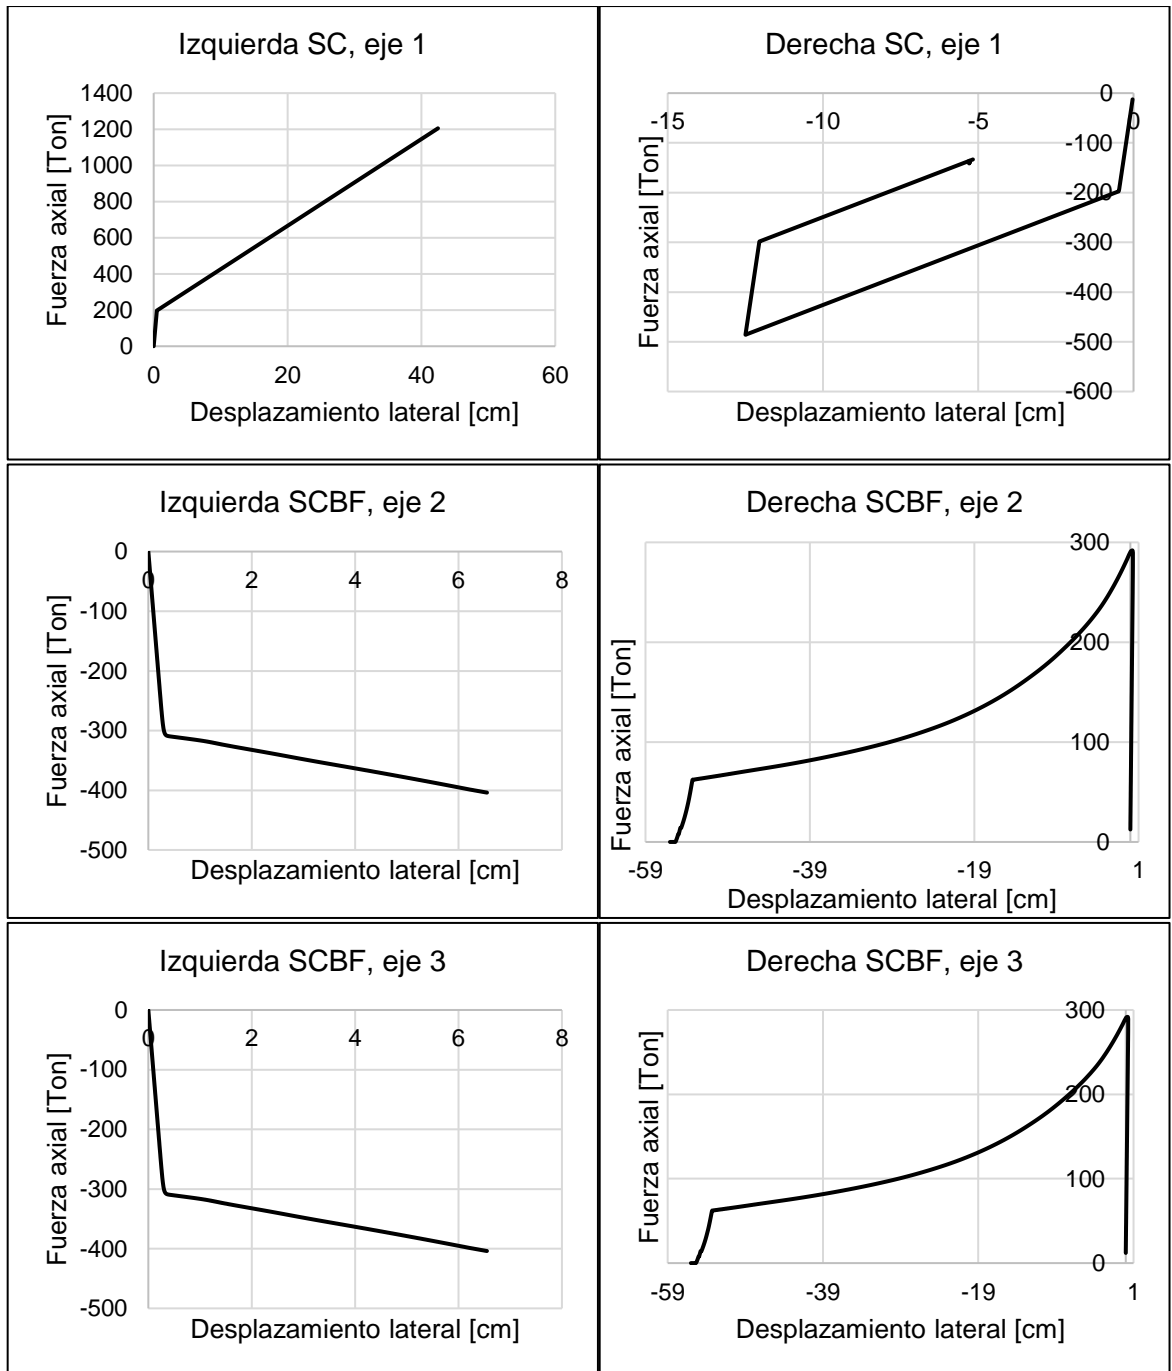 Izquierda SC, eje 1
Fuerza axial [Ton]
1400
1200
1000
800
600
400
200
0
0 20 40 60
Desplazamiento lateral [cm]
Derecha SC, eje 1
Fuerza axial [Ton]
0
-15 -10 -5 0
-100
-200
-300
-400
-500
-600
Desplazamiento lateral [cm]
Izquierda SCBF, eje 2
Fuerza axial [Ton]
0
0 2 4 6 8
-100
-200
-300
-400
-500
Desplazamiento lateral [cm]
Derecha SCBF, eje 2
Fuerza axial [Ton]
300
200
100
0
-59 -39 -19 1
Desplazamiento lateral [cm]
Izquierda SCBF, eje 3
Fuerza axial [Ton]
0
0 2 4 6 8
-100
-200
-300
-400
-500
Desplazamiento lateral [cm]
Derecha SCBF, eje 3
Fuerza axial [Ton]
300
200
100
0
-59 -39 -19 1
Desplazamiento lateral [cm]